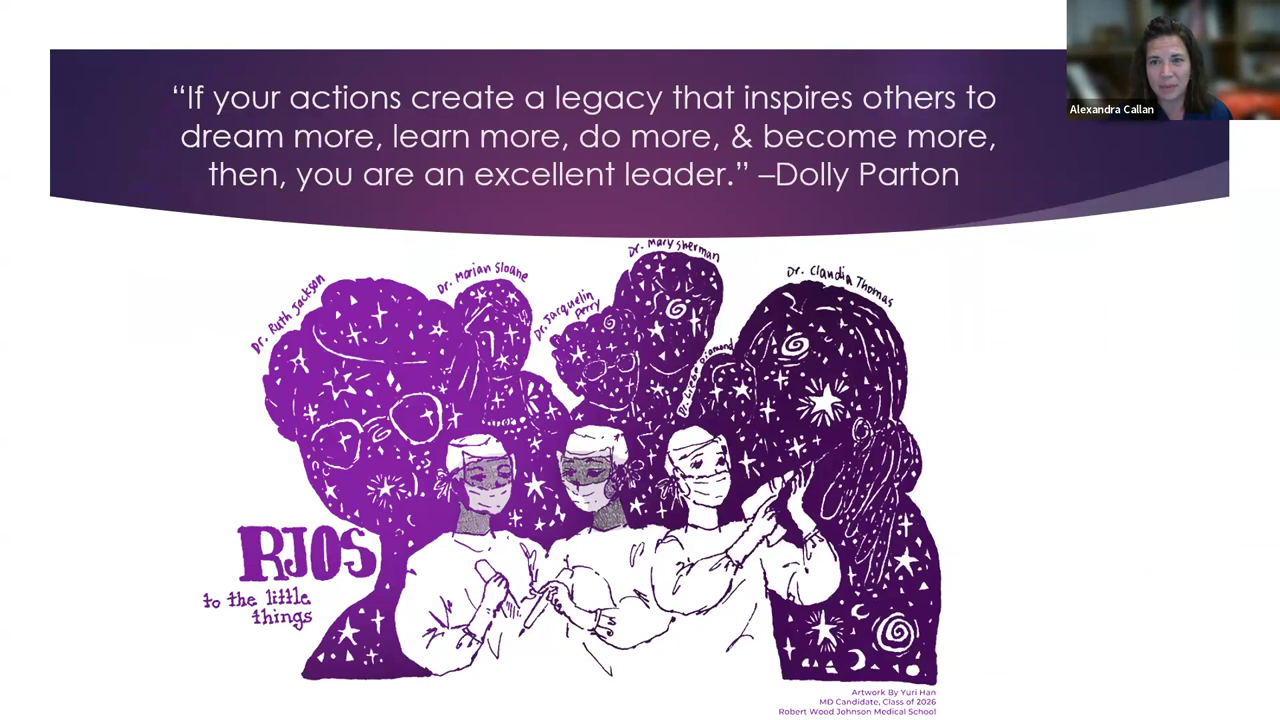 “If your actions create a legacy that inspires others to
dream more, learn more, do more, & become more,
then, you are an excellent leader.” –Dolly Parton
Alexandra Callan
Dr. Ruth Jackson
Dr. Marian Sloane
Dr. Jacquelin
Perry
Dr. Mary Sherman
Dr. Liebe Diamond
Dr. Claudia Thomas
RJOS
to the little
things
Artwork By Yuri Han
MD Candidate, Class of 2026
Robert Wood Johnson Medical School